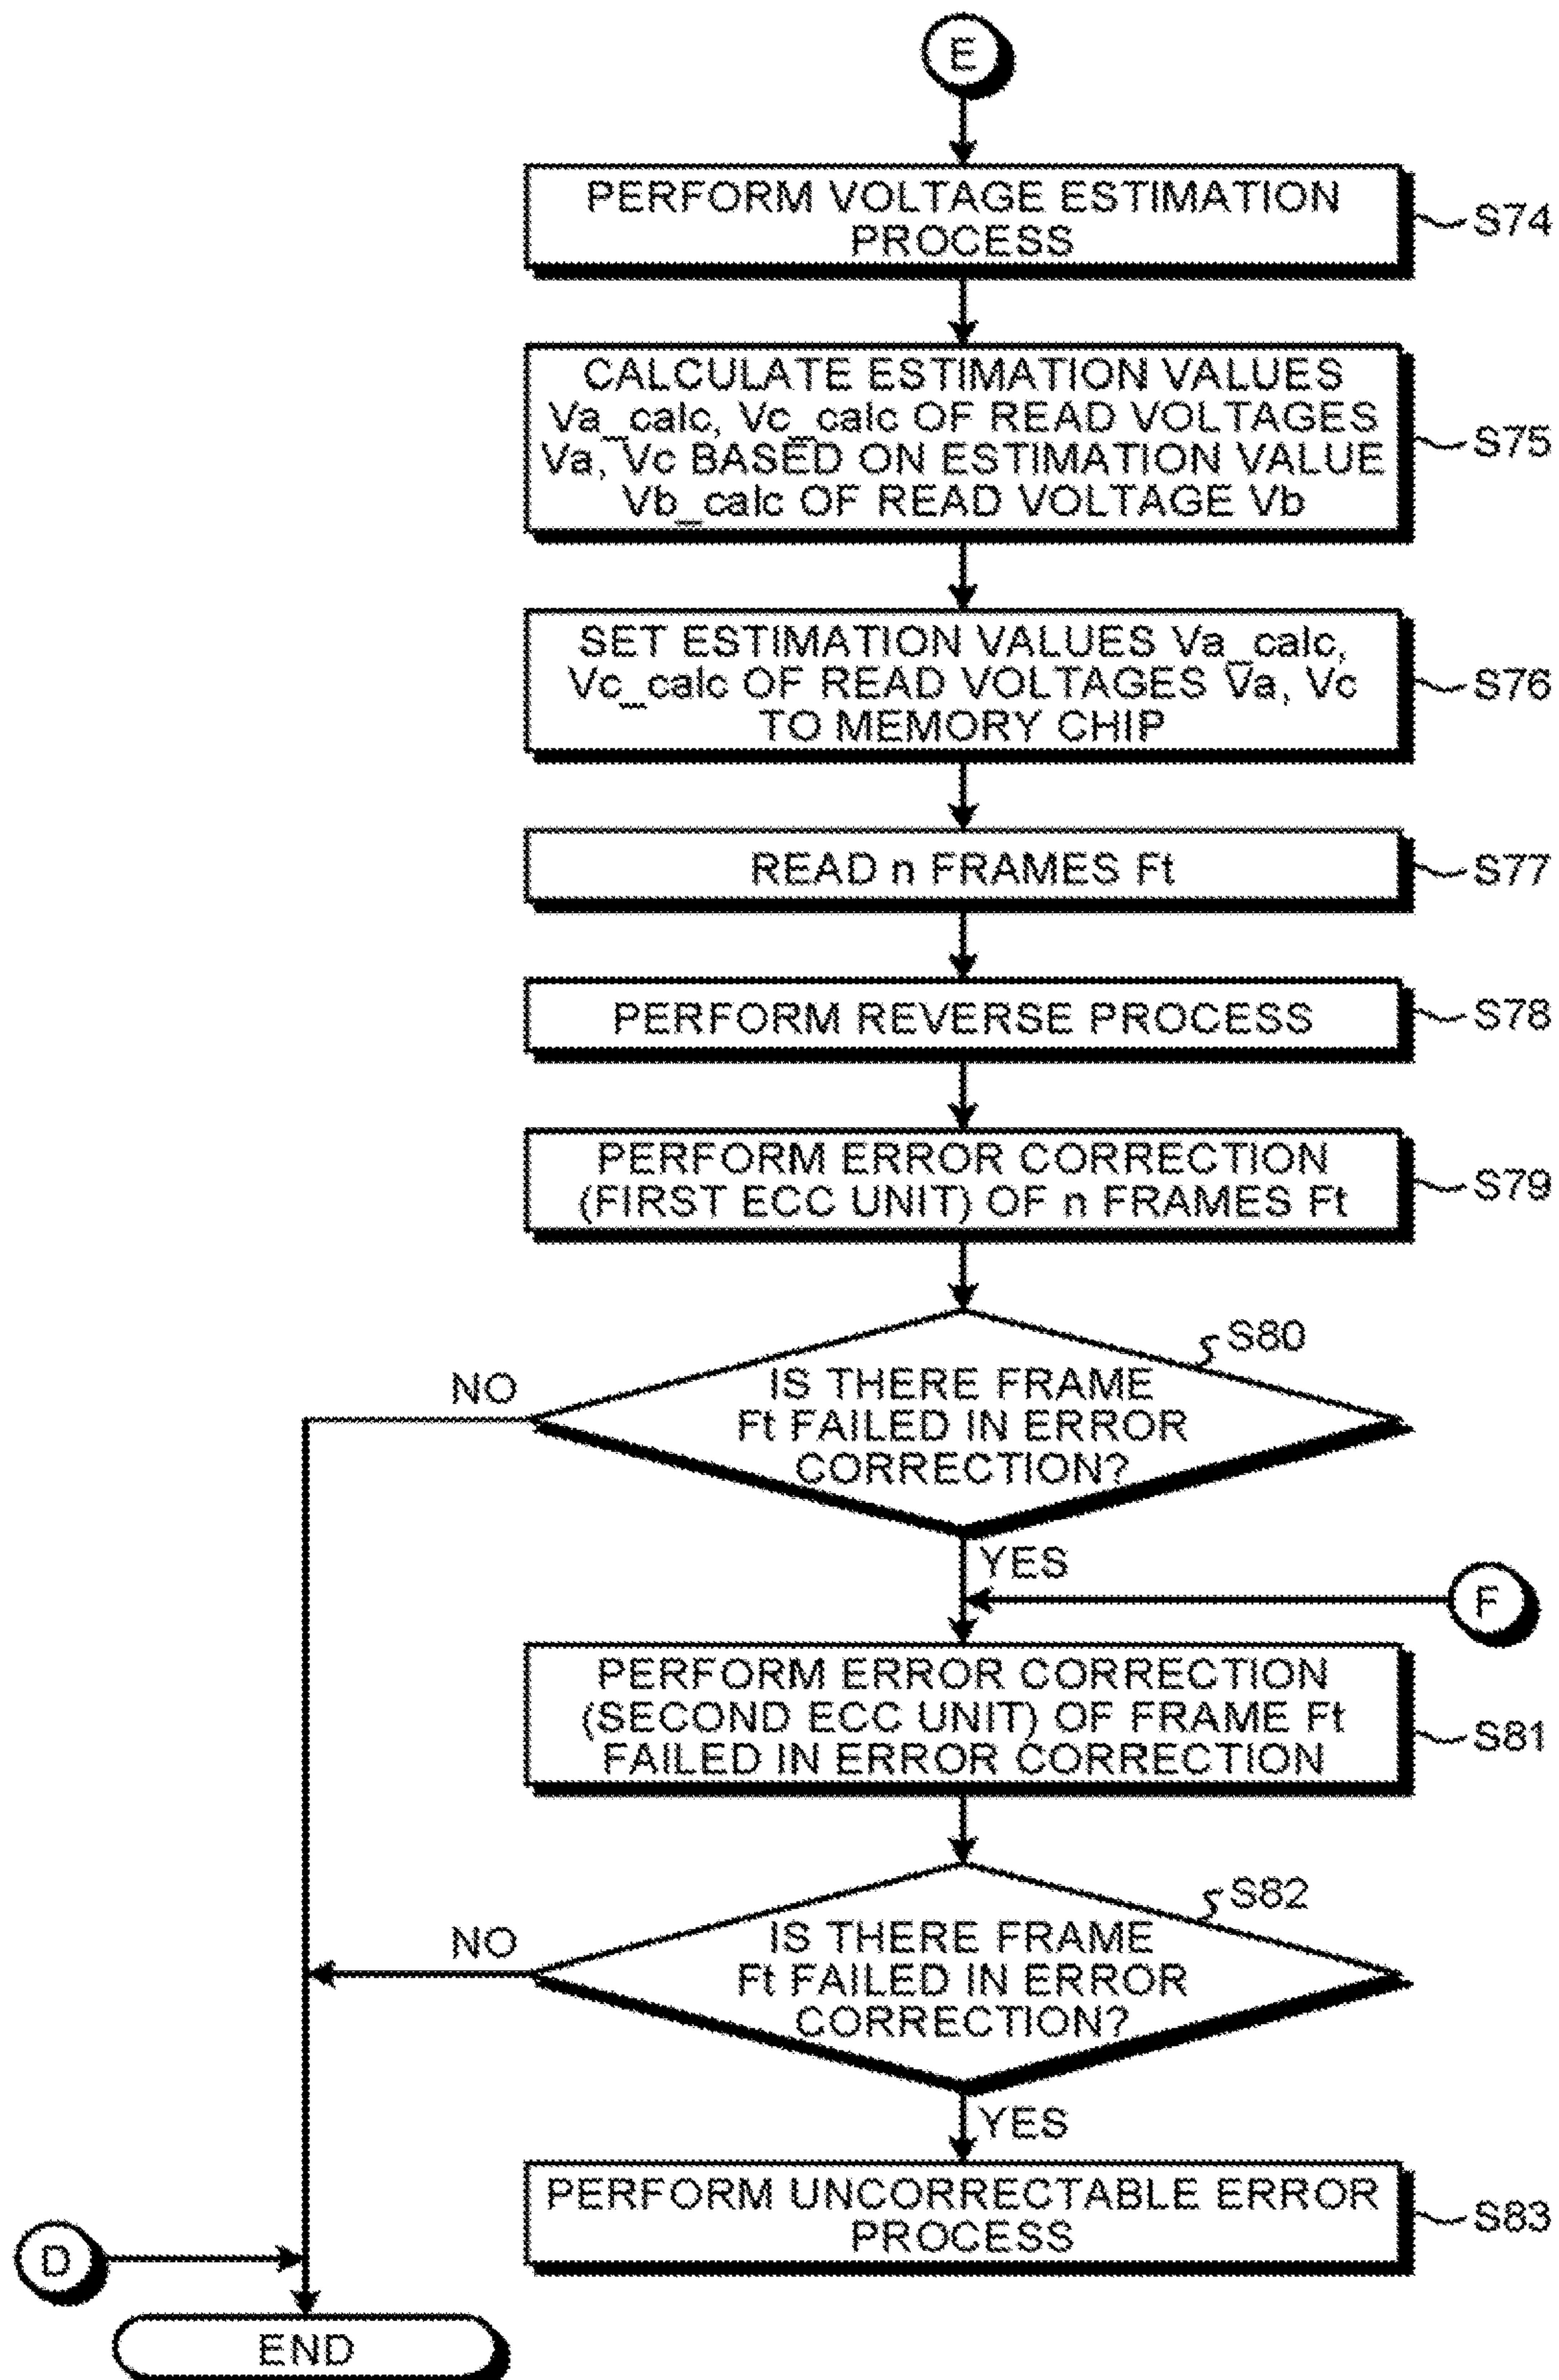 E
PERFORM VOLTAGE ESTIMATION
PROCESS
S74
CALCULATE ESTIMATION VALUES
Va_calc, Vc_calc OF READ VOLTAGES
Va, Vc BASED ON ESTIMATION VALUE
Vb_calc OF READ VOLTAGE Vb
S75
SET ESTIMATION VALUES Va_calc,
Vc_calc OF READ VOLTAGES Va, Vc
TO MEMORY CHIP
S76
READ n FRAMES Ft
S77
PERFORM REVERSE PROCESS
S78
PERFORM ERROR CORRECTION
(FIRST ECC UNIT) OF n FRAMES Ft
S79
S80
NO
IS THERE FRAME
Ft FAILED IN ERROR
CORRECTION?
YES
F
PERFORM ERROR CORRECTION
(SECOND ECC UNIT) OF FRAME Ft
FAILED IN ERROR CORRECTION
S81
S82
NO
IS THERE FRAME
Ft FAILED IN ERROR
CORRECTION?
YES
PERFORM UNCORRECTABLE ERROR
PROCESS
S83
D
END